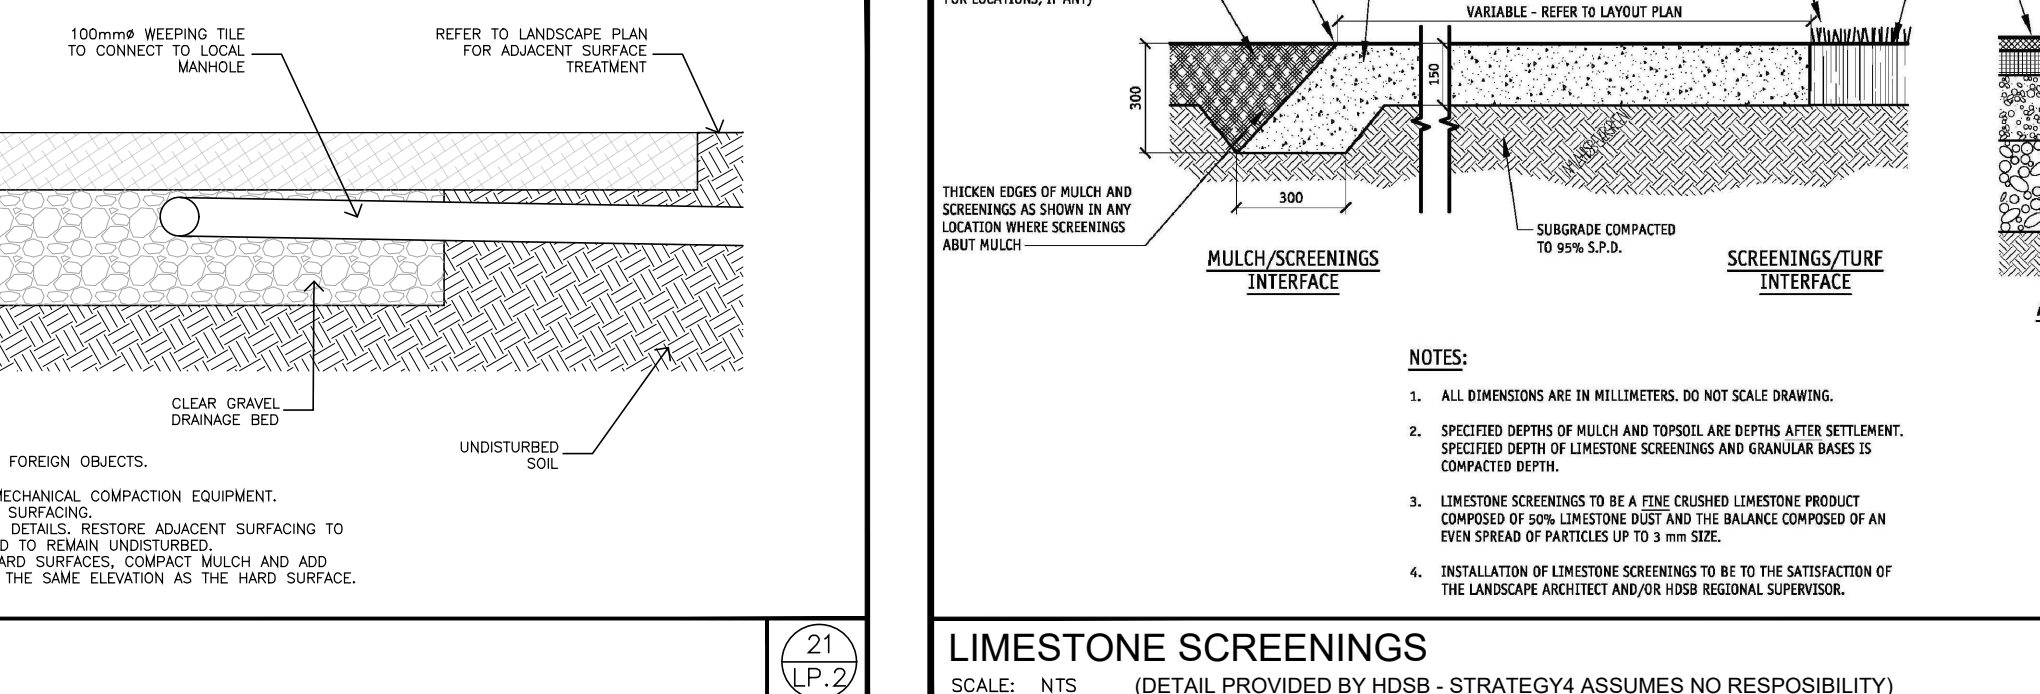 100mmø WEEPING TILE
TO CONNECT TO LOCAL
MANHOLE
REFER TO LANDSCAPE PLAN
FOR ADJACENT SURFACE
TREATMENT
CLEAR GRAVEL
DRAINAGE BED
UNDISTURBED
SOIL
FOREIGN OBJECTS.
MECHANICAL COMPACTION EQUIPMENT.
SURFACING.
DETAILS. RESTORE ADJACENT SURFACING TO
D TO REMAIN UNDISTURBED.
ARD SURFACES, COMPACT MULCH AND ADD
THE SAME ELEVATION AS THE HARD SURFACE.
21
LP.2
FOR LOCATIONS, IF ANY)
VARIABLE - REFER TO LAYOUT PLAN
300
150
300
THICKEN EDGES OF MULCH AND
SCREENINGS AS SHOWN IN ANY
LOCATION WHERE SCREENINGS
ABUT MULCH
SUBGRADE COMPACTED
TO 95% S.P.D.
MULCH/SCREENINGS
INTERFACE
SCREENINGS/TURF
INTERFACE
NOTES:
1. ALL DIMENSIONS ARE IN MILLIMETERS. DO NOT SCALE DRAWING.
2. SPECIFIED DEPTHS OF MULCH AND TOPSOIL ARE DEPTHS AFTER SETTLEMENT.
SPECIFIED DEPTH OF LIMESTONE SCREENINGS AND GRANULAR BASES IS
COMPACTED DEPTH.
3. LIMESTONE SCREENINGS TO BE A FINE CRUSHED LIMESTONE PRODUCT
COMPOSED OF 50% LIMESTONE DUST AND THE BALANCE COMPOSED OF AN
EVEN SPREAD OF PARTICLES UP TO 3 mm SIZE.
4. INSTALLATION OF LIMESTONE SCREENINGS TO BE TO THE SATISFACTION OF
THE LANDSCAPE ARCHITECT AND/OR HDSB REGIONAL SUPERVISOR.
LIMESTONE SCREENINGS
SCALE: NTS (DETAIL PROVIDED BY HDSB - STRATEGY4 ASSUMES NO RESPOSIBILITY)